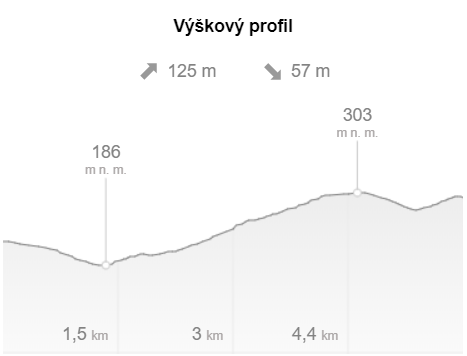 Výškový profil
125 m 57 m
303
m n. m.
186
m n. m.
1,5 km 3 km 4,4 km